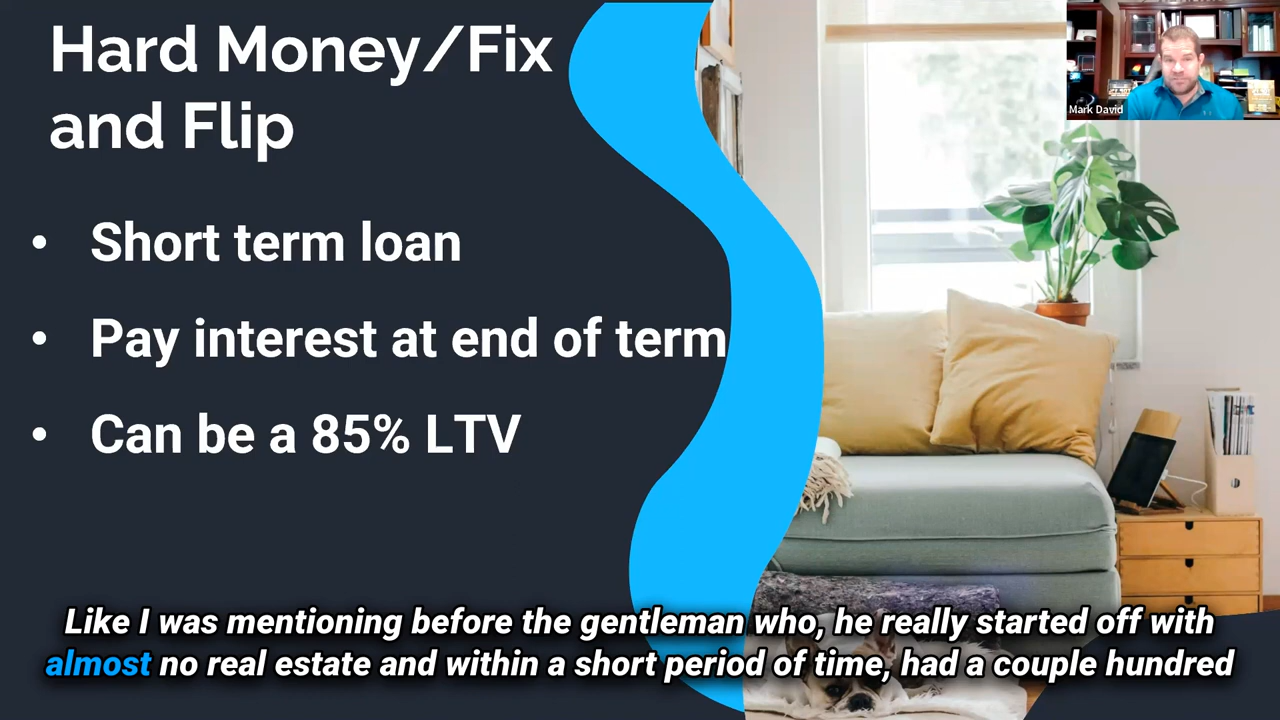 Hard Money/Fix
and Flip
• Short term loan
• Pay interest at end of term
• Can be a 85% LTV
Mark David
Like I was mentioning before the gentleman who, he really started off with
almost no real estate and within a short period of time, had a couple hundred